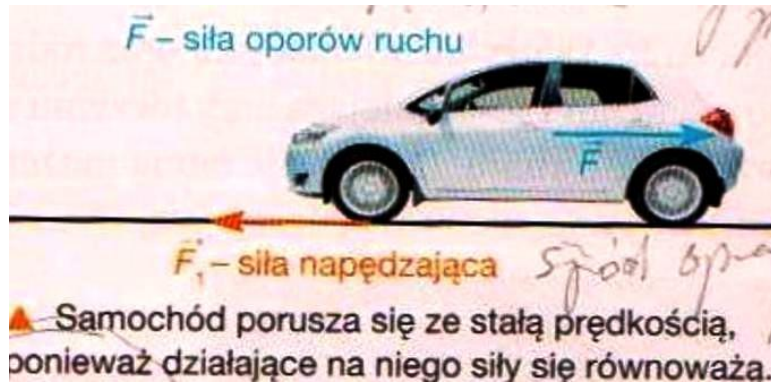 F – siła oporów ruchu
F
F₁ – siła napędzająca
spód
Samochód porusza się ze stałą prędkością,
ponieważ działające na niego siły się równoważą.